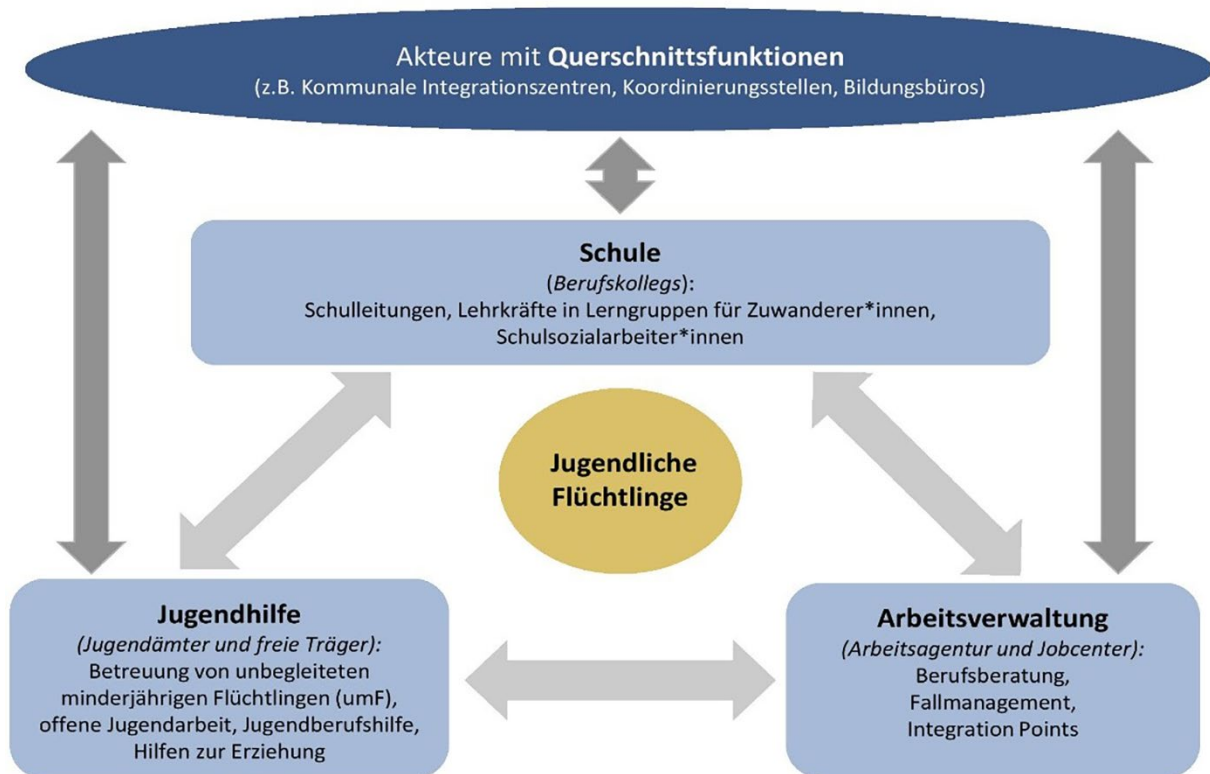 Akteure mit Querschnittsfunktionen
(z.B. Kommunale Integrationszentren, Koordinierungsstellen, Bildungsbüros)
Schule
(Berufskollegs):
Schulleitungen, Lehrkräfte in Lerngruppen für Zuwanderer*innen,
Schulsozialarbeiter*innen
Jugendliche
Flüchtlinge
Jugendhilfe
(Jugendämter und freie Träger):
Betreuung von unbegleiteten
minderjährigen Flüchtlingen (umF),
offene Jugendarbeit, Jugendberufshilfe,
Hilfen zur Erziehung
Arbeitsverwaltung
(Arbeitsagentur und Jobcenter):
Berufsberatung,
Fallmanagement,
Integration Points